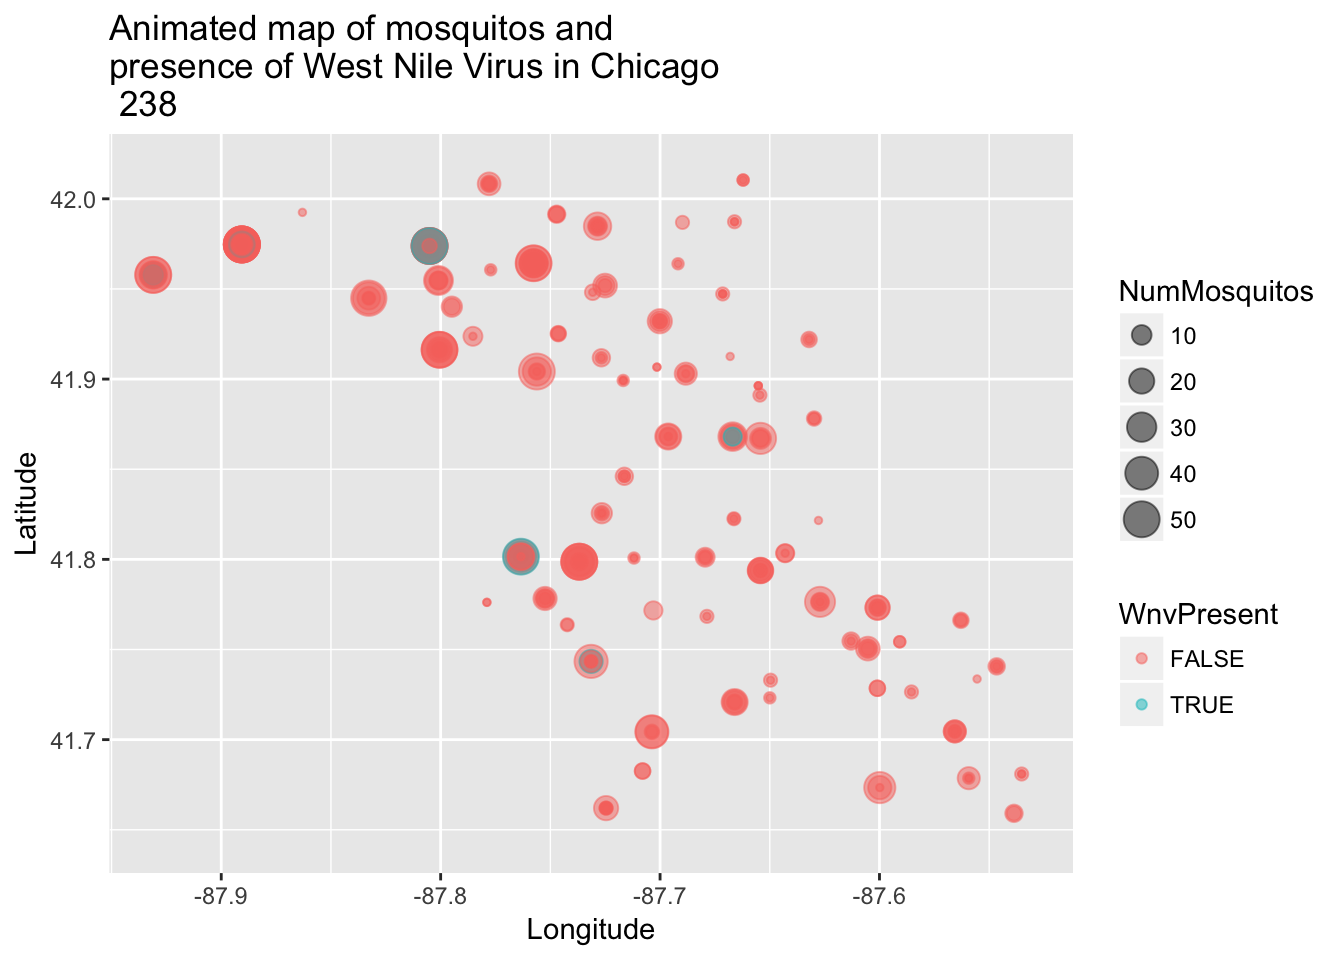 Animated map of mosquitos and
presence of West Nile Virus in Chicago
238
42.0
41.9
41.8
41.7
Latitude
-87.9
-87.8
-87.7
-87.6
Longitude
NumMosquitos
10
20
30
40
50
WnvPresent
FALSE
TRUE